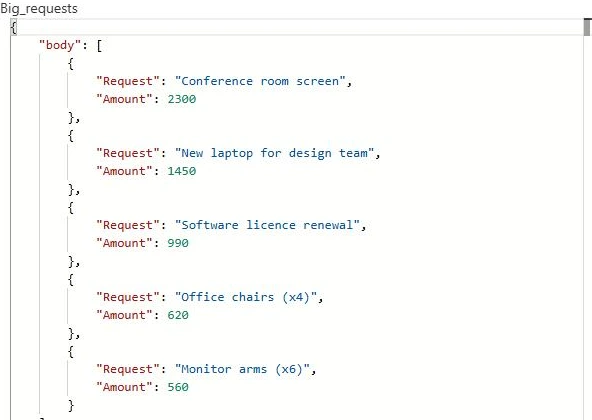 Big_requests
{
"body": [
{
"Request": "Conference room screen",
"Amount": 2300
},
{
"Request": "New laptop for design team",
"Amount": 1450
},
{
"Request": "Software licence renewal",
"Amount": 990
},
{
"Request": "Office chairs (x4)",
"Amount": 620
},
{
"Request": "Monitor arms (x6)",
"Amount": 560
}